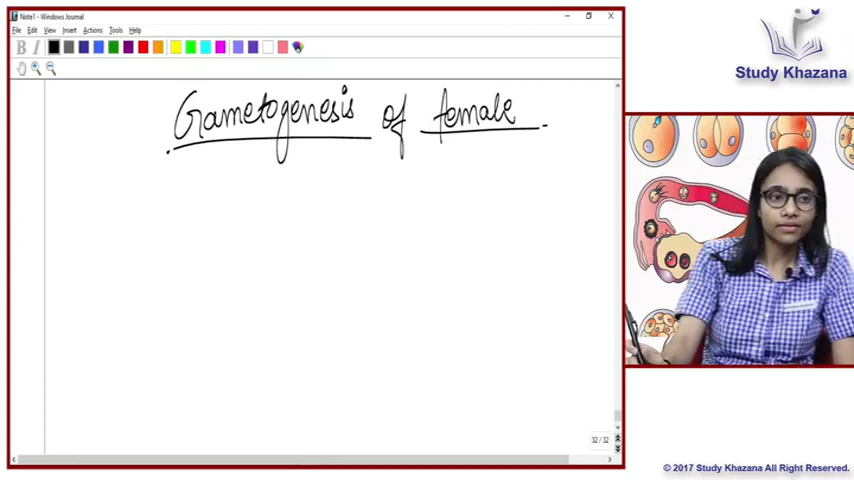 Note1 - Windows Journal
File Edit View Insert Actions Tools Help
B I
Gametogenesis of female
32 / 32
Study Khazana
© 2017 Study Khazana All Right Reserved.